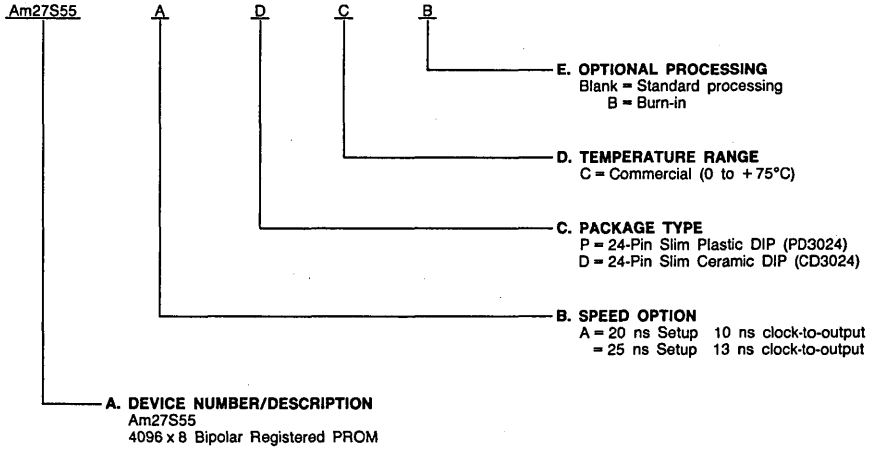 Am27S55 A D C B
E. OPTIONAL PROCESSING
Blank = Standard processing
B = Burn-in
D. TEMPERATURE RANGE
C = Commercial (0 to +75°C)
C. PACKAGE TYPE
P = 24-Pin Slim Plastic DIP (PD3024)
D = 24-Pin Slim Ceramic DIP (CD3024)
B. SPEED OPTION
A = 20 ns Setup 10 ns clock-to-output
= 25 ns Setup 13 ns clock-to-output
A. DEVICE NUMBER/DESCRIPTION
Am27S55
4096 x 8 Bipolar Registered PROM